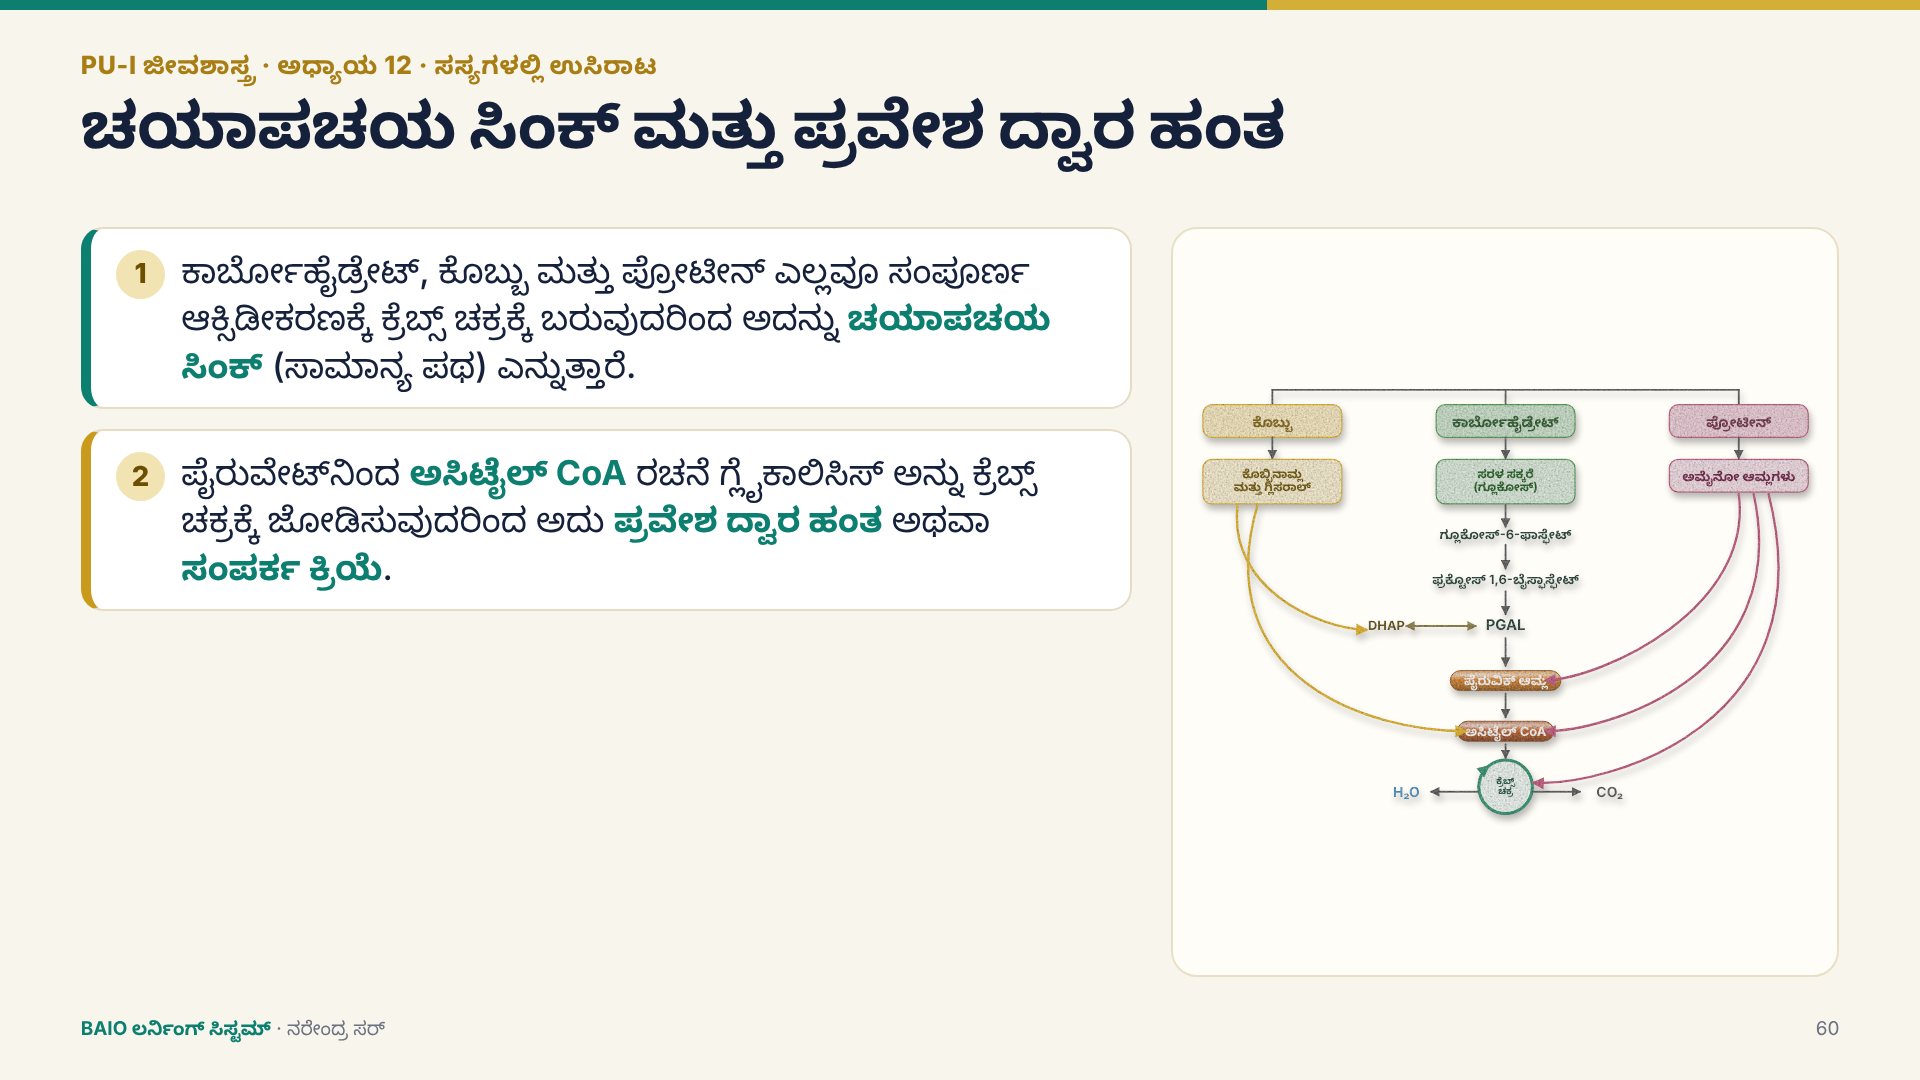 PU-I ಜೀವಶಾಸ್ತ್ರ · ಅಧ್ಯಾಯ 12 · ಸಸ್ಯಗಳಲ್ಲಿ ಉಸಿರಾಟ
ಚಯಾಪಚಯ ಸಿಂಕ್ ಮತ್ತು ಪ್ರವೇಶ ದ್ವಾರ ಹಂತ
1
ಕಾರ್ಬೋಹೈಡ್ರೇಟ್, ಕೊಬ್ಬು ಮತ್ತು ಪ್ರೋಟೀನ್ ಎಲ್ಲವೂ ಸಂಪೂರ್ಣ
ಆಕ್ಸಿಡೀಕರಣಕ್ಕೆ ಕ್ರೆಬ್ಸ್ ಚಕ್ರಕ್ಕೆ ಬರುವುದರಿಂದ ಅದನ್ನು ಚಯಾಪಚಯ
ಸಿಂಕ್ (ಸಾಮಾನ್ಯ ಪಥ) ಎನ್ನುತ್ತಾರೆ.
2
ಪೈರುವೇಟ್‌ನಿಂದ ಅಸಿಟೈಲ್ CoA ರಚನೆ ಗ್ಲೈಕಾಲಿಸಿಸ್ ಅನ್ನು ಕ್ರೆಬ್ಸ್
ಚಕ್ರಕ್ಕೆ ಜೋಡಿಸುವುದರಿಂದ ಅದು ಪ್ರವೇಶ ದ್ವಾರ ಹಂತ ಅಥವಾ
ಸಂಪರ್ಕ ಕ್ರಿಯೆ.
ಕೊಬ್ಬು
ಕಾರ್ಬೋಹೈಡ್ರೇಟ್
ಪ್ರೋಟೀನ್
ಕೊಬ್ಬಿನಾಮ್ಲ
ಮತ್ತು ಗ್ಲಿಸರಾಲ್
ಸರಳ ಸಕ್ಕರೆ
(ಗ್ಲೂಕೋಸ್)
ಅಮೈನೋ ಆಮ್ಲಗಳು
ಗ್ಲೂಕೋಸ್-6-ಫಾಸ್ಫೇಟ್
ಫ್ರಕ್ಟೋಸ್ 1,6-ಬೈಸ್ಫಾಸ್ಫೇಟ್
DHAP
PGAL
ಪೈರುವಿಕ್ ಆಮ್ಲ
ಅಸಿಟೈಲ್ CoA
ಕ್ರೆಬ್ಸ್
ಚಕ್ರ
H₂O
CO₂
BAIO ಲರ್ನಿಂಗ್ ಸಿಸ್ಟಮ್ · ನರೇಂದ್ರ ಸರ್
60